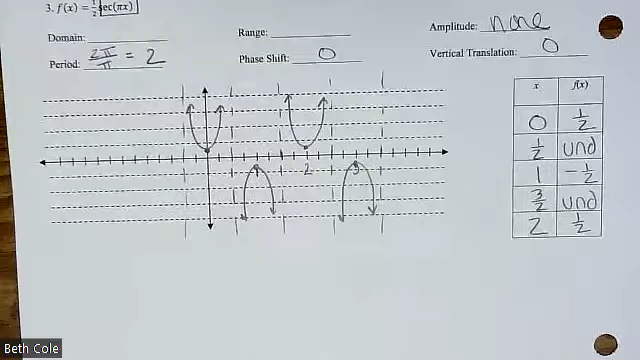 3. f(x) = 1/2 sec(πx)
Domain:
Range:
Amplitude: none
Period: 2π/π = 2
Phase Shift: 0
Vertical Translation: 0
x f(x)
0 1/2
1/2 und
1 -1/2
3/2 und
2 1/2
1 2 3
Beth Cole